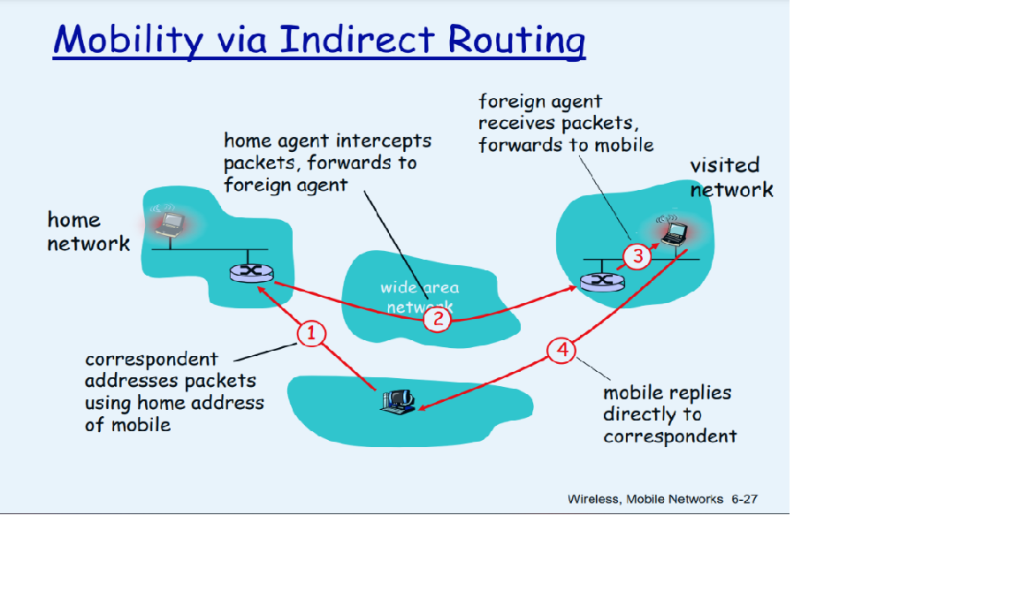 Mobility via Indirect Routing
foreign agent
receives packets,
forwards to mobile
home agent intercepts
packets, forwards to
foreign agent
visited
network
home
network
wide area
network
3
2
1
4
correspondent
addresses packets
using home address
of mobile
mobile replies
directly to
correspondent
Wireless, Mobile Networks 6-27